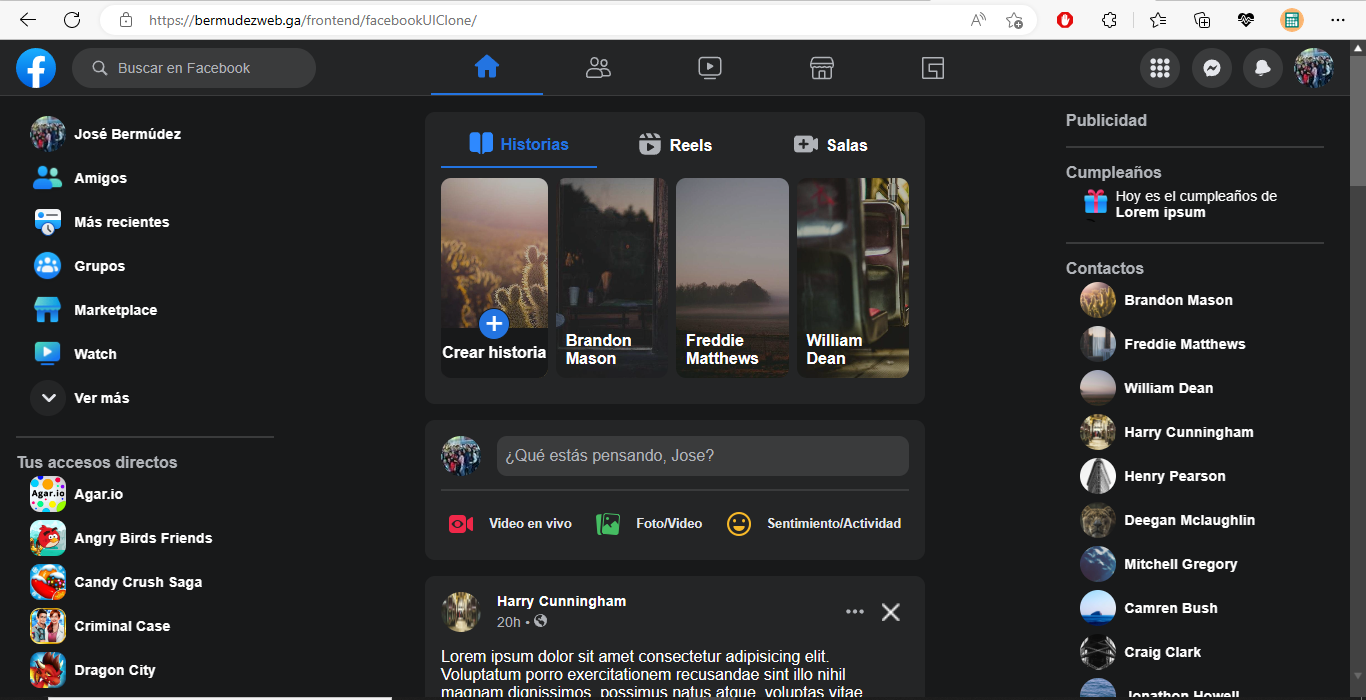 https://bermudezweb.ga/frontend/facebookUIClone/
Buscar en Facebook
José Bermúdez
Amigos
Más recientes
Grupos
Marketplace
Watch
Ver más
Tus accesos directos
Agar.io
Agar.io
Angry Birds Friends
Candy Crush Saga
Criminal Case
Dragon City
Historias
Reels
Salas
Crear historia
Brandon
Mason
Freddie
Matthews
William
Dean
¿Qué estás pensando, Jose?
Video en vivo
Foto/Video
Sentimiento/Actividad
Harry Cunningham
20h •
Lorem ipsum dolor sit amet consectetur adipisicing elit.
Voluptatum porro exercitationem recusandae sint illo nihil
magnam dignissimos, possimus natus atque, voluptas vitae
Publicidad
Cumpleaños
Hoy es el cumpleaños de
Lorem ipsum
Contactos
Brandon Mason
Freddie Matthews
William Dean
Harry Cunningham
Henry Pearson
Deegan Mclaughlin
Mitchell Gregory
Camren Bush
Craig Clark
Jonathon Howell